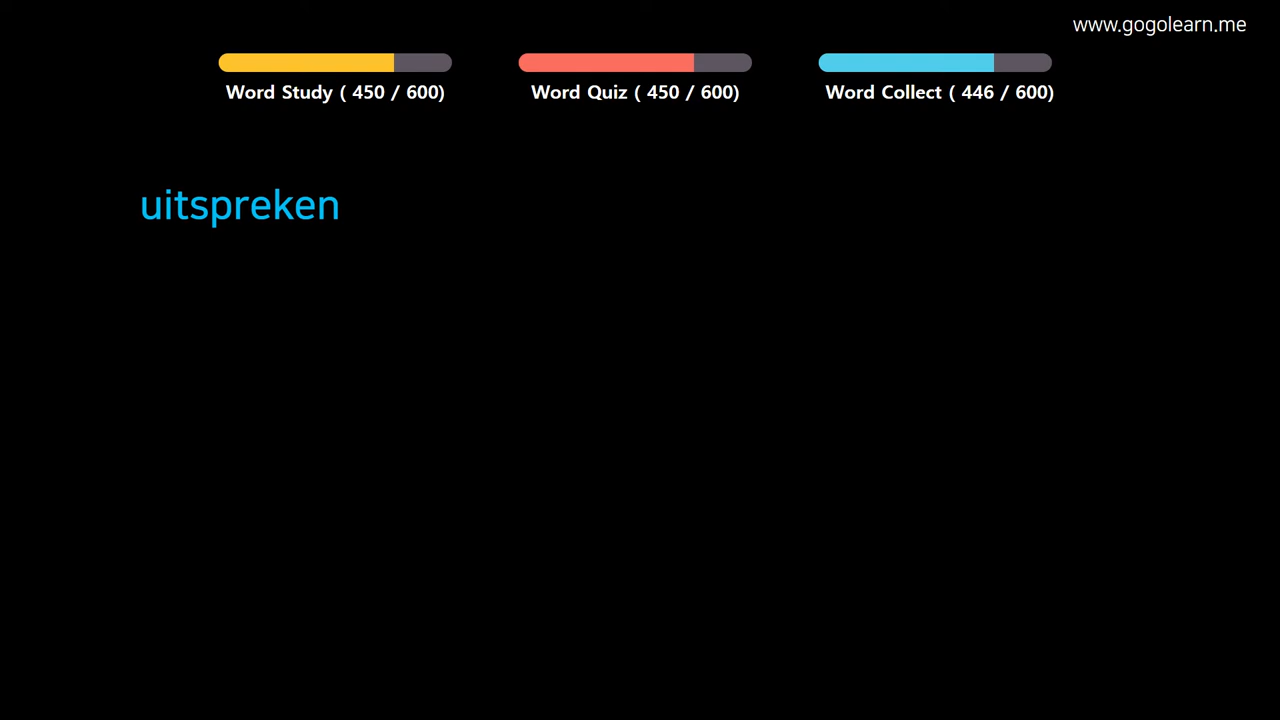 www.gogolearn.me
Word Study ( 450 / 600)
Word Quiz ( 450 / 600)
Word Collect ( 446 / 600)
uitspreken